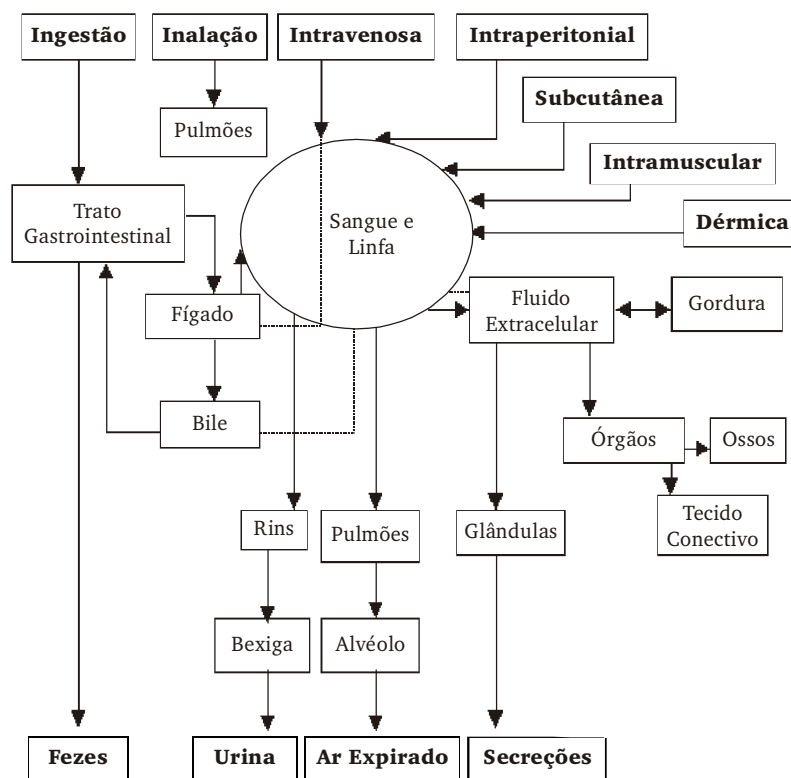 Ingestão
Inalação
Intravenosa
Intraperitonial
Subcutânea
Pulmões
Intramuscular
Trato
Gastrointestinal
Sangue e
Linfa
Dérmica
Fígado
Fluido
Extracelular
Gordura
Bile
Órgãos
Ossos
Rins
Pulmões
Glândulas
Tecido
Conectivo
Bexiga
Alvéolo
Fezes
Urina
Ar Expirado
Secreções